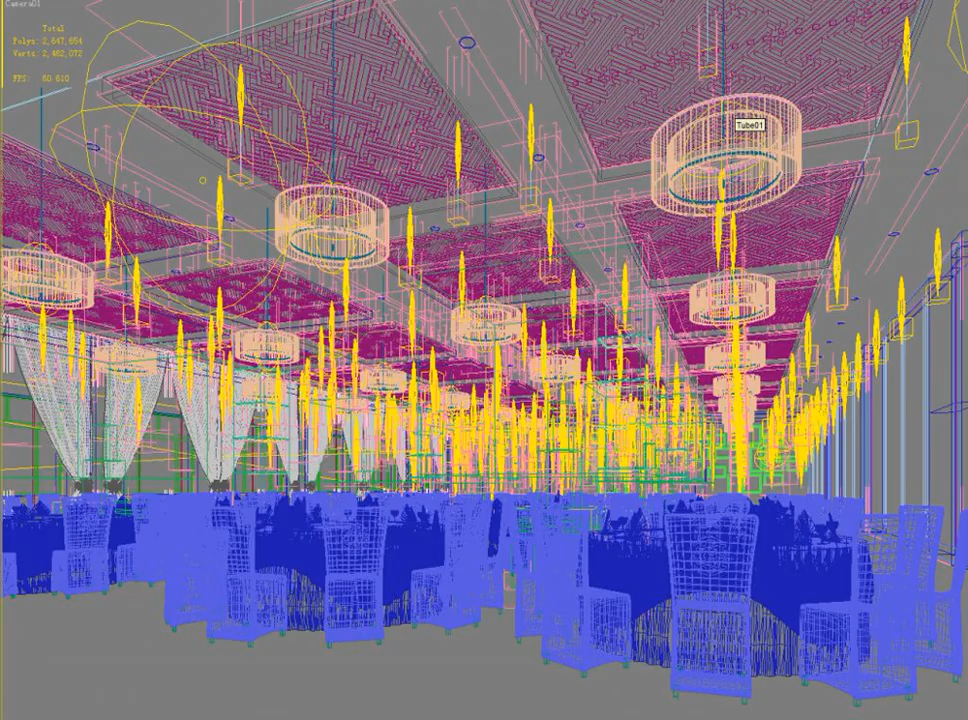 Camera01
Total
Polys: 2,647,654
Verts: 2,462,072
FPS: 60.610
Tube01